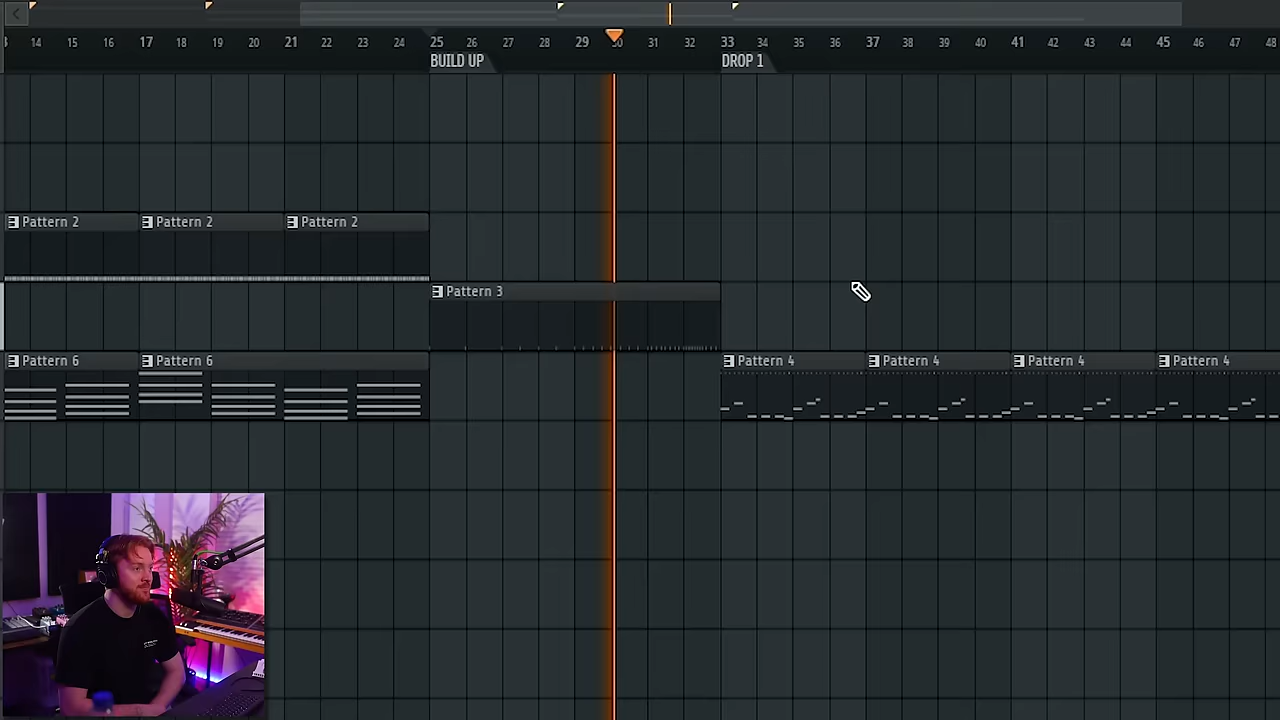 14 15 16 17 18 19 20 21 22 23 24 25 26 27 28 29 30 31 32 33 34 35 36 37 38 39 40 41 42 43 44 45 46 47 48
BUILD UP DROP 1
Pattern 2 Pattern 2 Pattern 2
Pattern 3
Pattern 6 Pattern 6 Pattern 4 Pattern 4 Pattern 4 Pattern 4